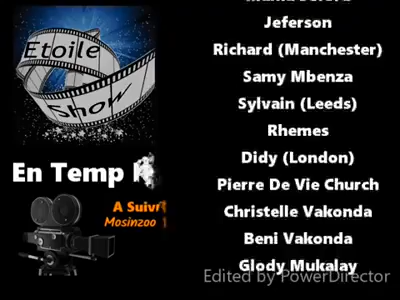 Etoile
Show
En Temp
A Suivr
Mosinzoo
Jeferson
Richard (Manchester)
Samy Mbenza
Sylvain (Leeds)
Rhemes
Didy (London)
Pierre De Vie Church
Christelle Vakonda
Beni Vakonda
Glody Mukalay
Edited by PowerDirector